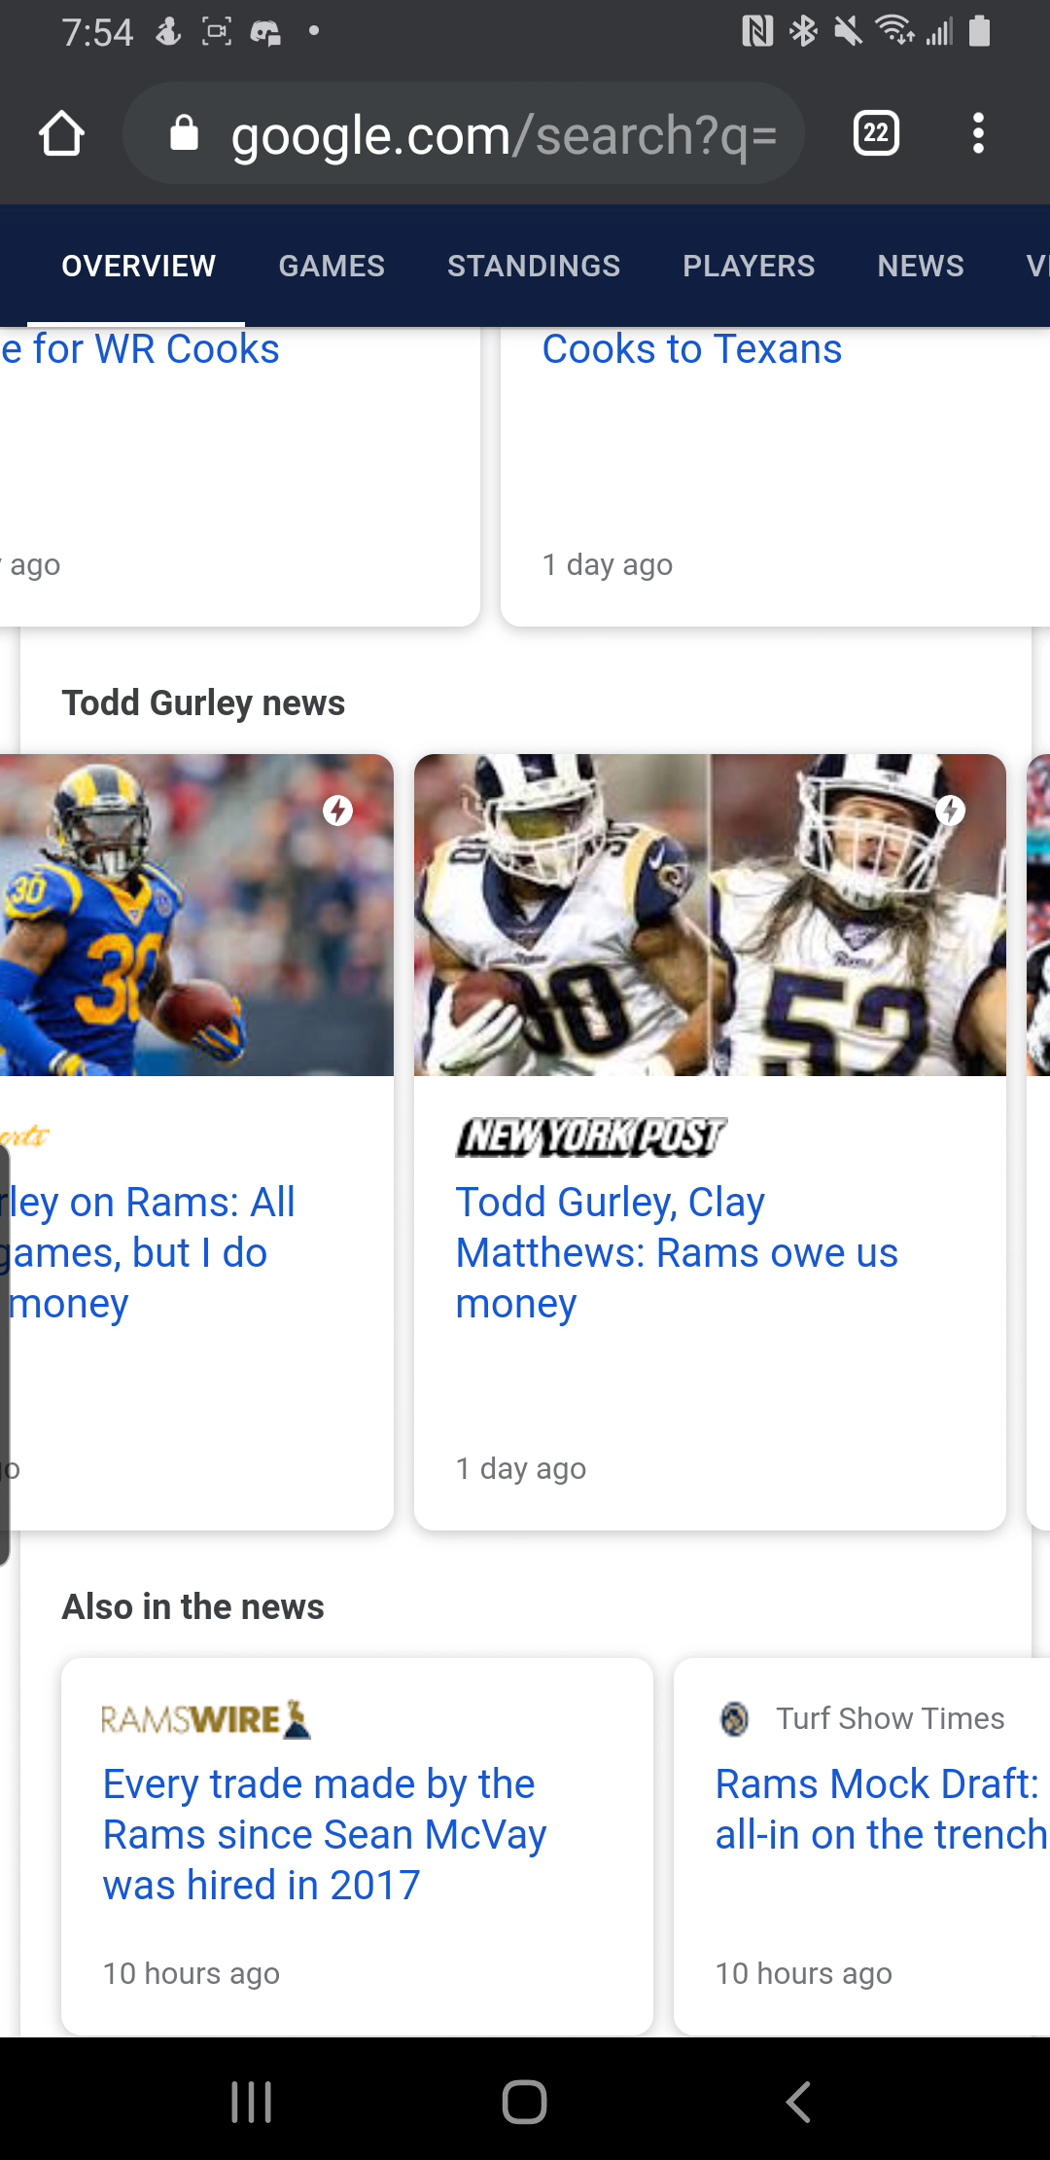 7:54
google.com/search?q=
22
OVERVIEW GAMES STANDINGS PLAYERS NEWS
e for WR Cooks
Cooks to Texans
ago
1 day ago
Todd Gurley news
30
30
30
52
Rams
NEW YORK POST
rley on Rams: All
games, but I do
money
Todd Gurley, Clay
Matthews: Rams owe us
money
1 day ago
Also in the news
RAMSWIRE
Every trade made by the
Rams since Sean McVay
was hired in 2017
10 hours ago
Turf Show Times
Rams Mock Draft:
all-in on the trench
10 hours ago